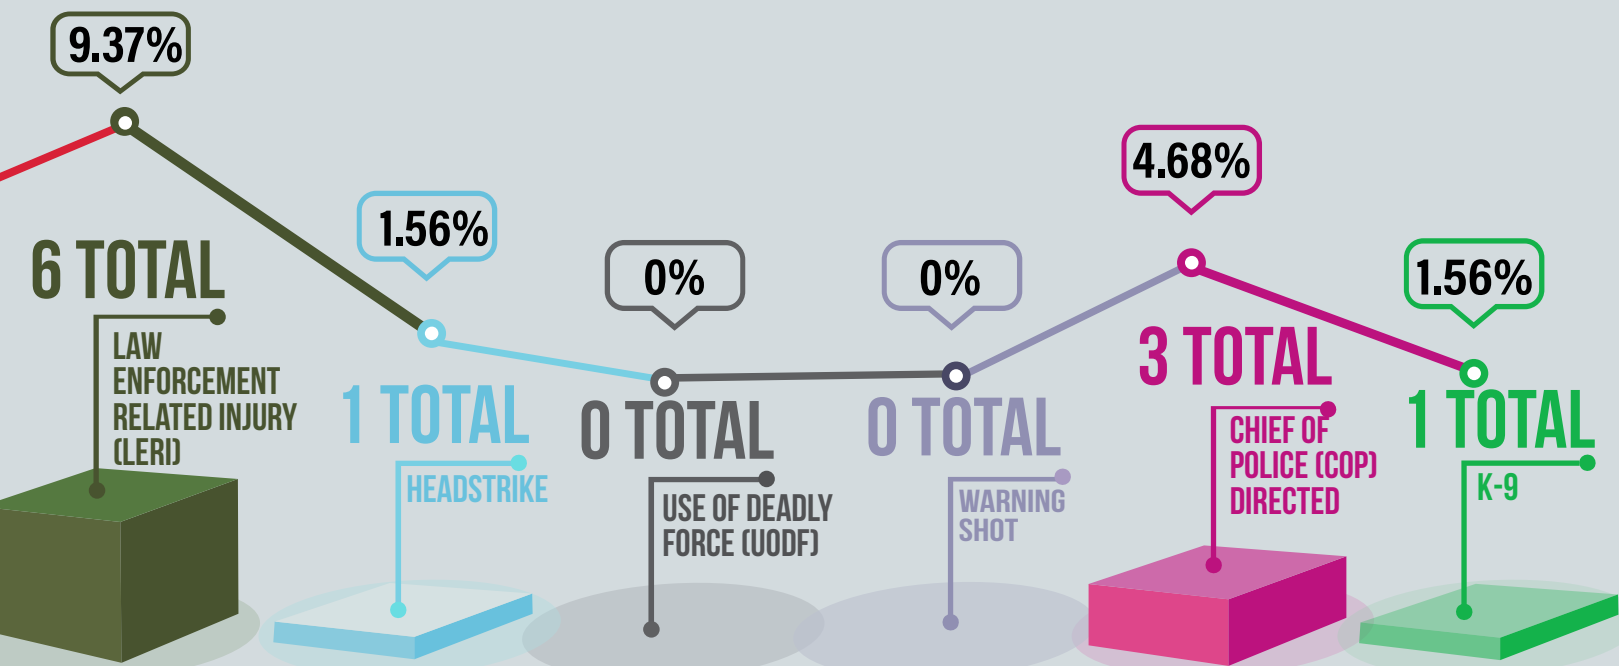 9.37%
6 TOTAL
LAW
ENFORCEMENT
RELATED INJURY
(LERI)
1.56%
1 TOTAL
HEADSTRIKE
0%
0 TOTAL
USE OF DEADLY
FORCE (UODF)
0%
0 TOTAL
WARNING
SHOT
4.68%
3 TOTAL
CHIEF OF
POLICE (COP)
DIRECTED
1.56%
1 TOTAL
K-9